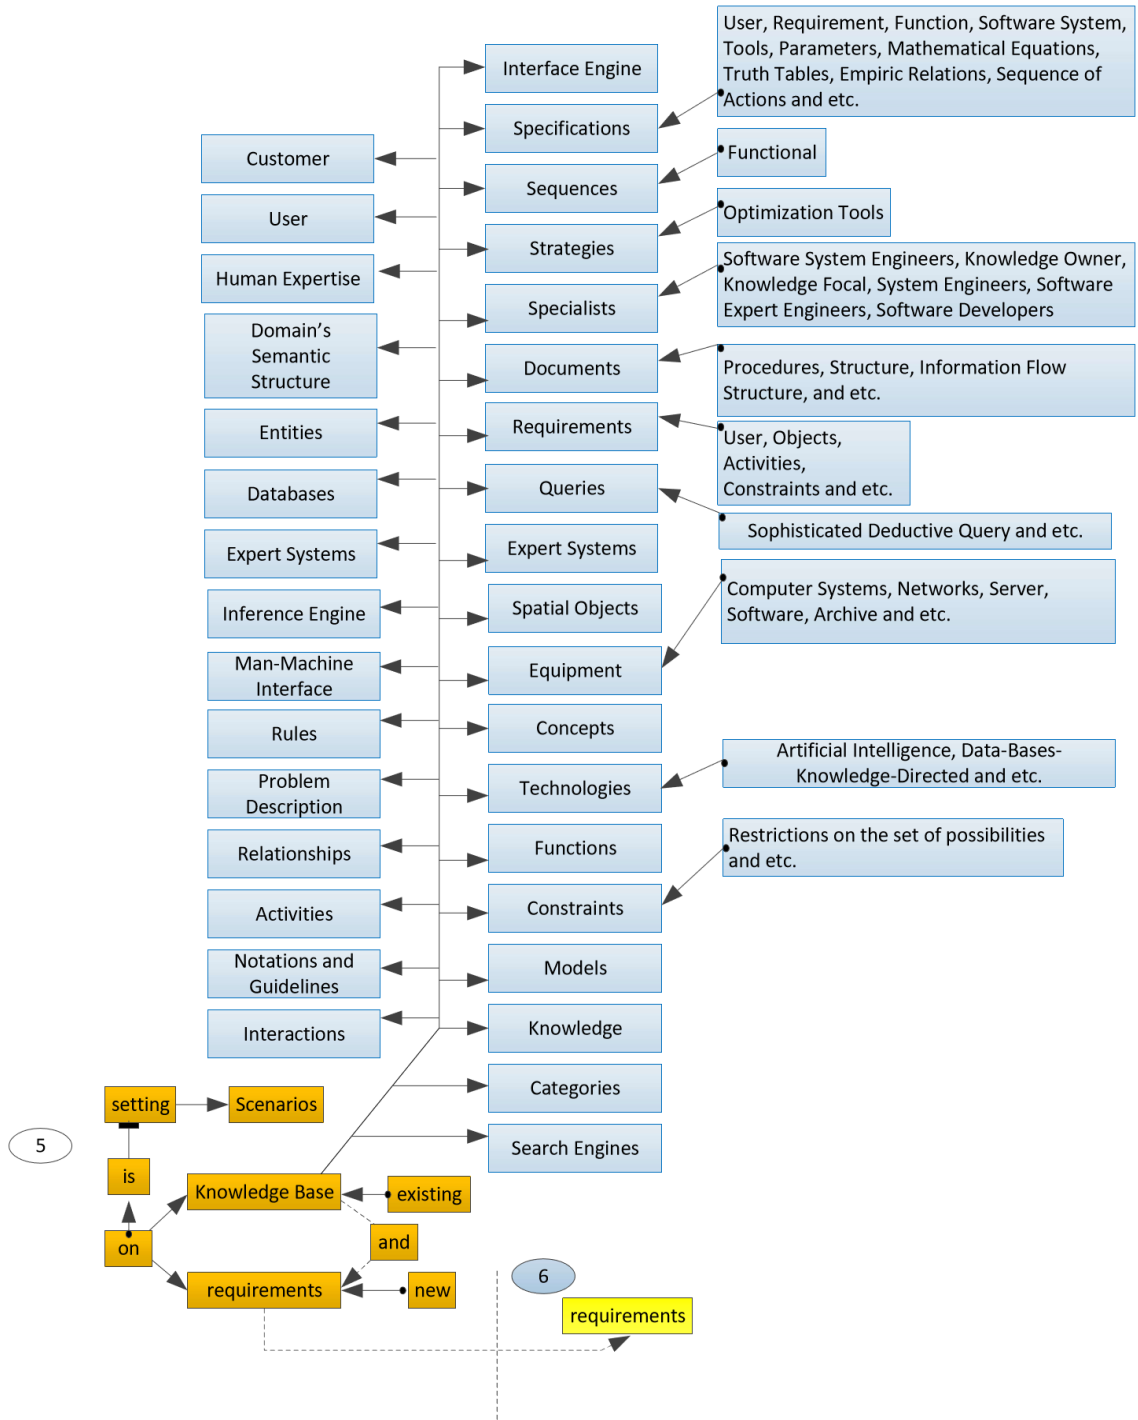 Interface Engine
Specifications
Sequences
Strategies
Specialists
Documents
Requirements
Queries
Expert Systems
Spatial Objects
Equipment
Concepts
Technologies
Functions
Constraints
Models
Knowledge
Categories
Search Engines
Customer
User
Human Expertise
Domain’s
Semantic
Structure
Entities
Databases
Expert Systems
Inference Engine
Man-Machine
Interface
Rules
Problem
Description
Relationships
Activities
Notations and
Guidelines
Interactions
User, Requirement, Function, Software System,
Tools, Parameters, Mathematical Equations,
Truth Tables, Empiric Relations, Sequence of
Actions and etc.
Functional
Optimization Tools
Software System Engineers, Knowledge Owner,
Knowledge Focal, System Engineers, Software
Expert Engineers, Software Developers
Procedures, Structure, Information Flow
Structure, and etc.
User, Objects,
Activities,
Constraints and etc.
Sophisticated Deductive Query and etc.
Computer Systems, Networks, Server,
Software, Archive and etc.
Artificial Intelligence, Data-Bases-
Knowledge-Directed and etc.
Restrictions on the set of possibilities
and etc.
setting
Scenarios
5
is
Knowledge Base
existing
on
and
requirements
new
6
requirements